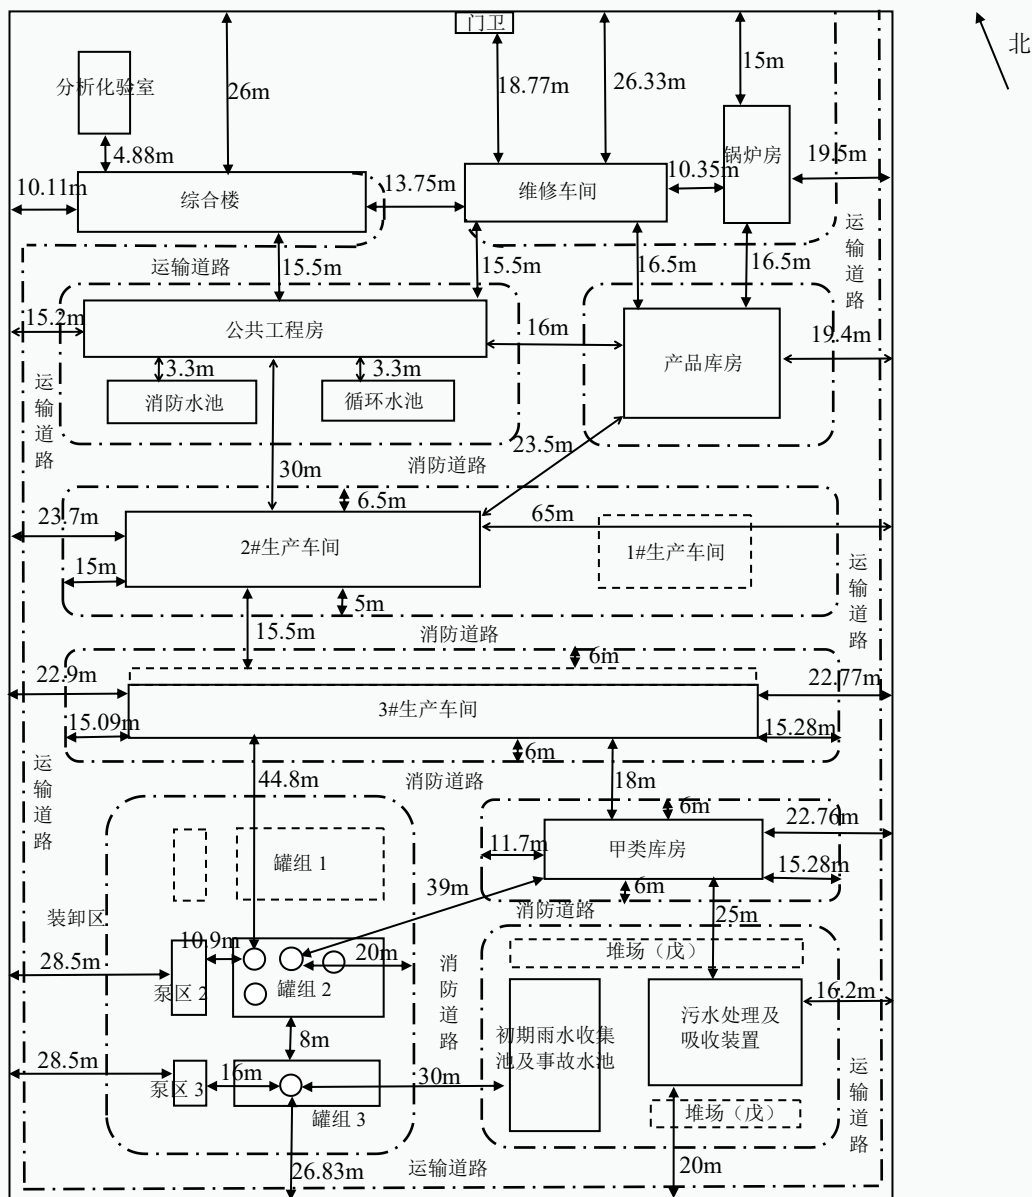 门卫
北
分析化验室
26m
18.77m
26.33m
15m
4.88m
锅炉房
19.5m
10.11m
综合楼
13.75m
维修车间
10.35m
运输道路
运输道路
15.5m
15.5m
16.5m
16.5m
15.2m
公共工程房
16m
产品库房
19.4m
3.3m
3.3m
运输道路
消防水池
循环水池
消防道路
23.5m
30m
6.5m
23.7m
65m
2#生产车间
1#生产车间
15m
5m
运输道路
15.5m
消防道路
6m
22.9m
22.77m
3#生产车间
15.09m
15.28m
6m
运输道路
44.8m
消防道路
18m
6m
22.76m
11.7m
甲类库房
罐组 1
15.28m
39m
6m
装卸区
消防道路
25m
10.9m
20m
堆场（戊）
28.5m
消防道路
泵区 2
罐组 2
16.2m
初期雨水收集
池及事故水池
污水处理及
吸收装置
8m
28.5m
16m
30m
泵区 3
罐组 3
堆场（戊）
运输道路
26.83m
运输道路
20m